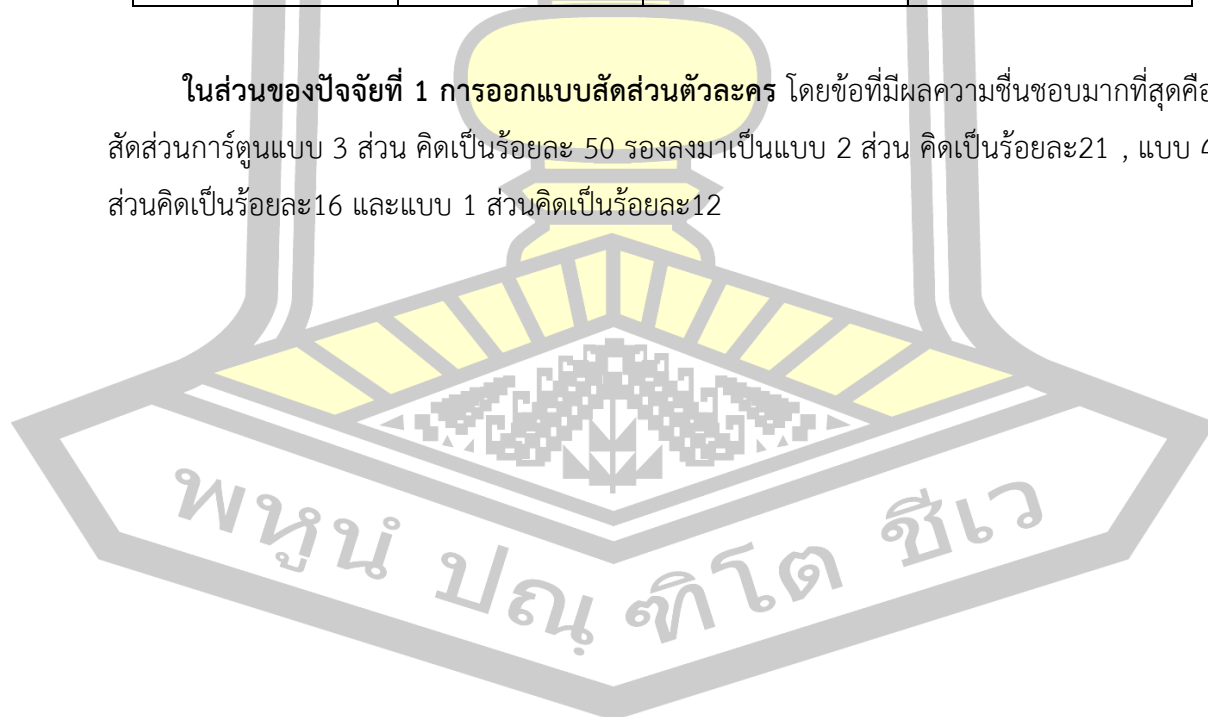 ในส่วนของปัจจัยที่ 1 การออกแบบสัดส่วนตัวละคร โดยข้อที่มีผลความชื่นชอบมากที่สุดคือ
สัดส่วนการ์ตูนแบบ 3 ส่วน คิดเป็นร้อยละ 50 รองลงมาเป็นแบบ 2 ส่วน คิดเป็นร้อยละ21 , แบบ 4
ส่วนคิดเป็นร้อยละ16 และแบบ 1 ส่วนคิดเป็นร้อยละ12
พหูนํ ปณฺฑิโต ชีเว